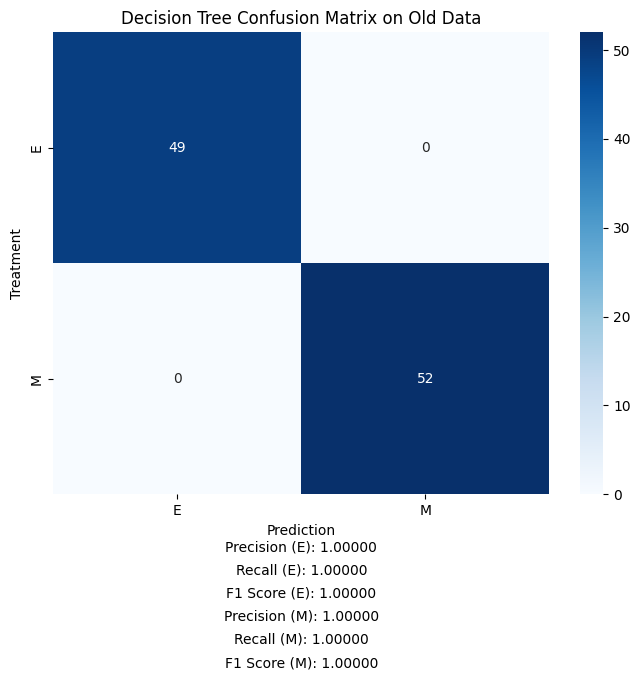 Decision Tree Confusion Matrix on Old Data
50
40
30
20
10
0
Treatment
E
M
49
0
0
52
E
M
Prediction
Precision (E): 1.00000
Recall (E): 1.00000
F1 Score (E): 1.00000
Precision (M): 1.00000
Recall (M): 1.00000
F1 Score (M): 1.00000